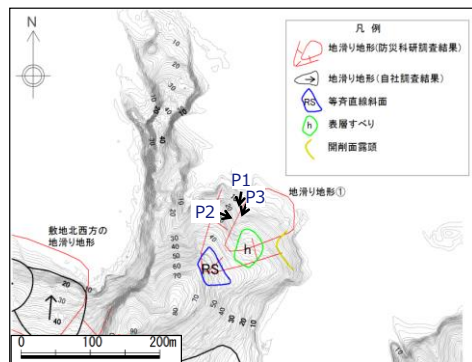 N
凡 例
地滑り地形(防災科研調査結果)
地滑り地形(自社調査結果)
RS 等斉直線斜面
h 表層すべり
開削面露頭
P1
P3
P2
地滑り地形①
敷地北西方の
地滑り地形
h
RS
0 100 200m